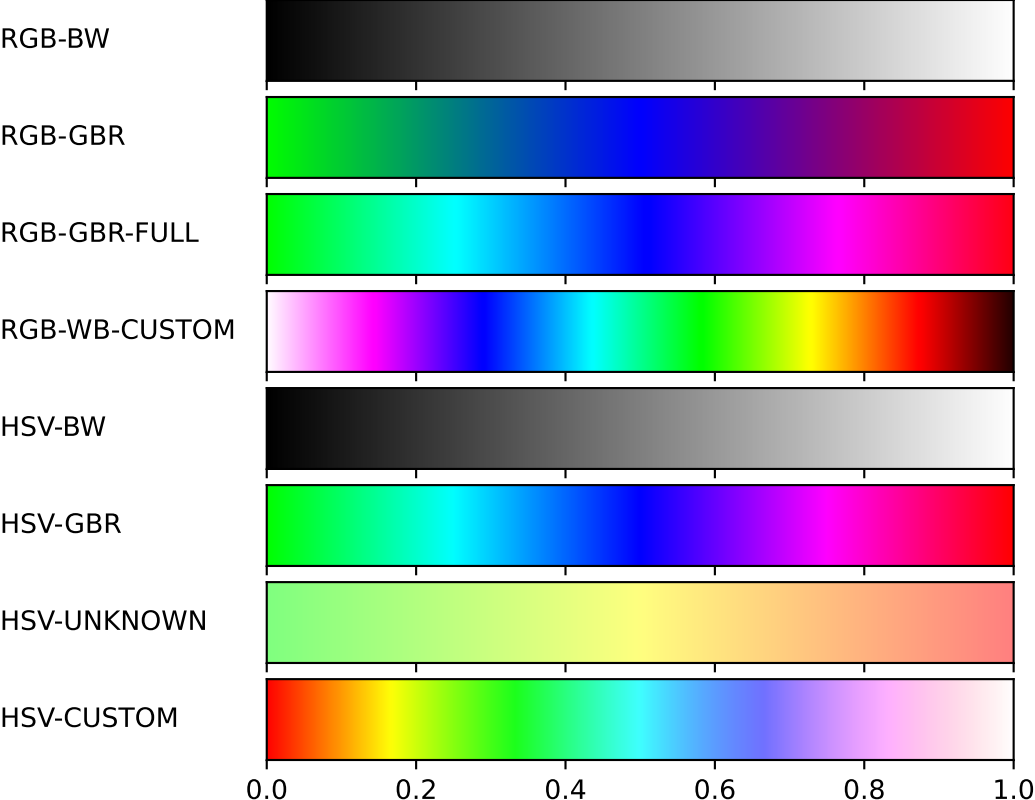 RGB-BW
RGB-GBR
RGB-GBR-FULL
RGB-WB-CUSTOM
HSV-BW
HSV-GBR
HSV-UNKNOWN
HSV-CUSTOM
0.0 0.2 0.4 0.6 0.8 1.0